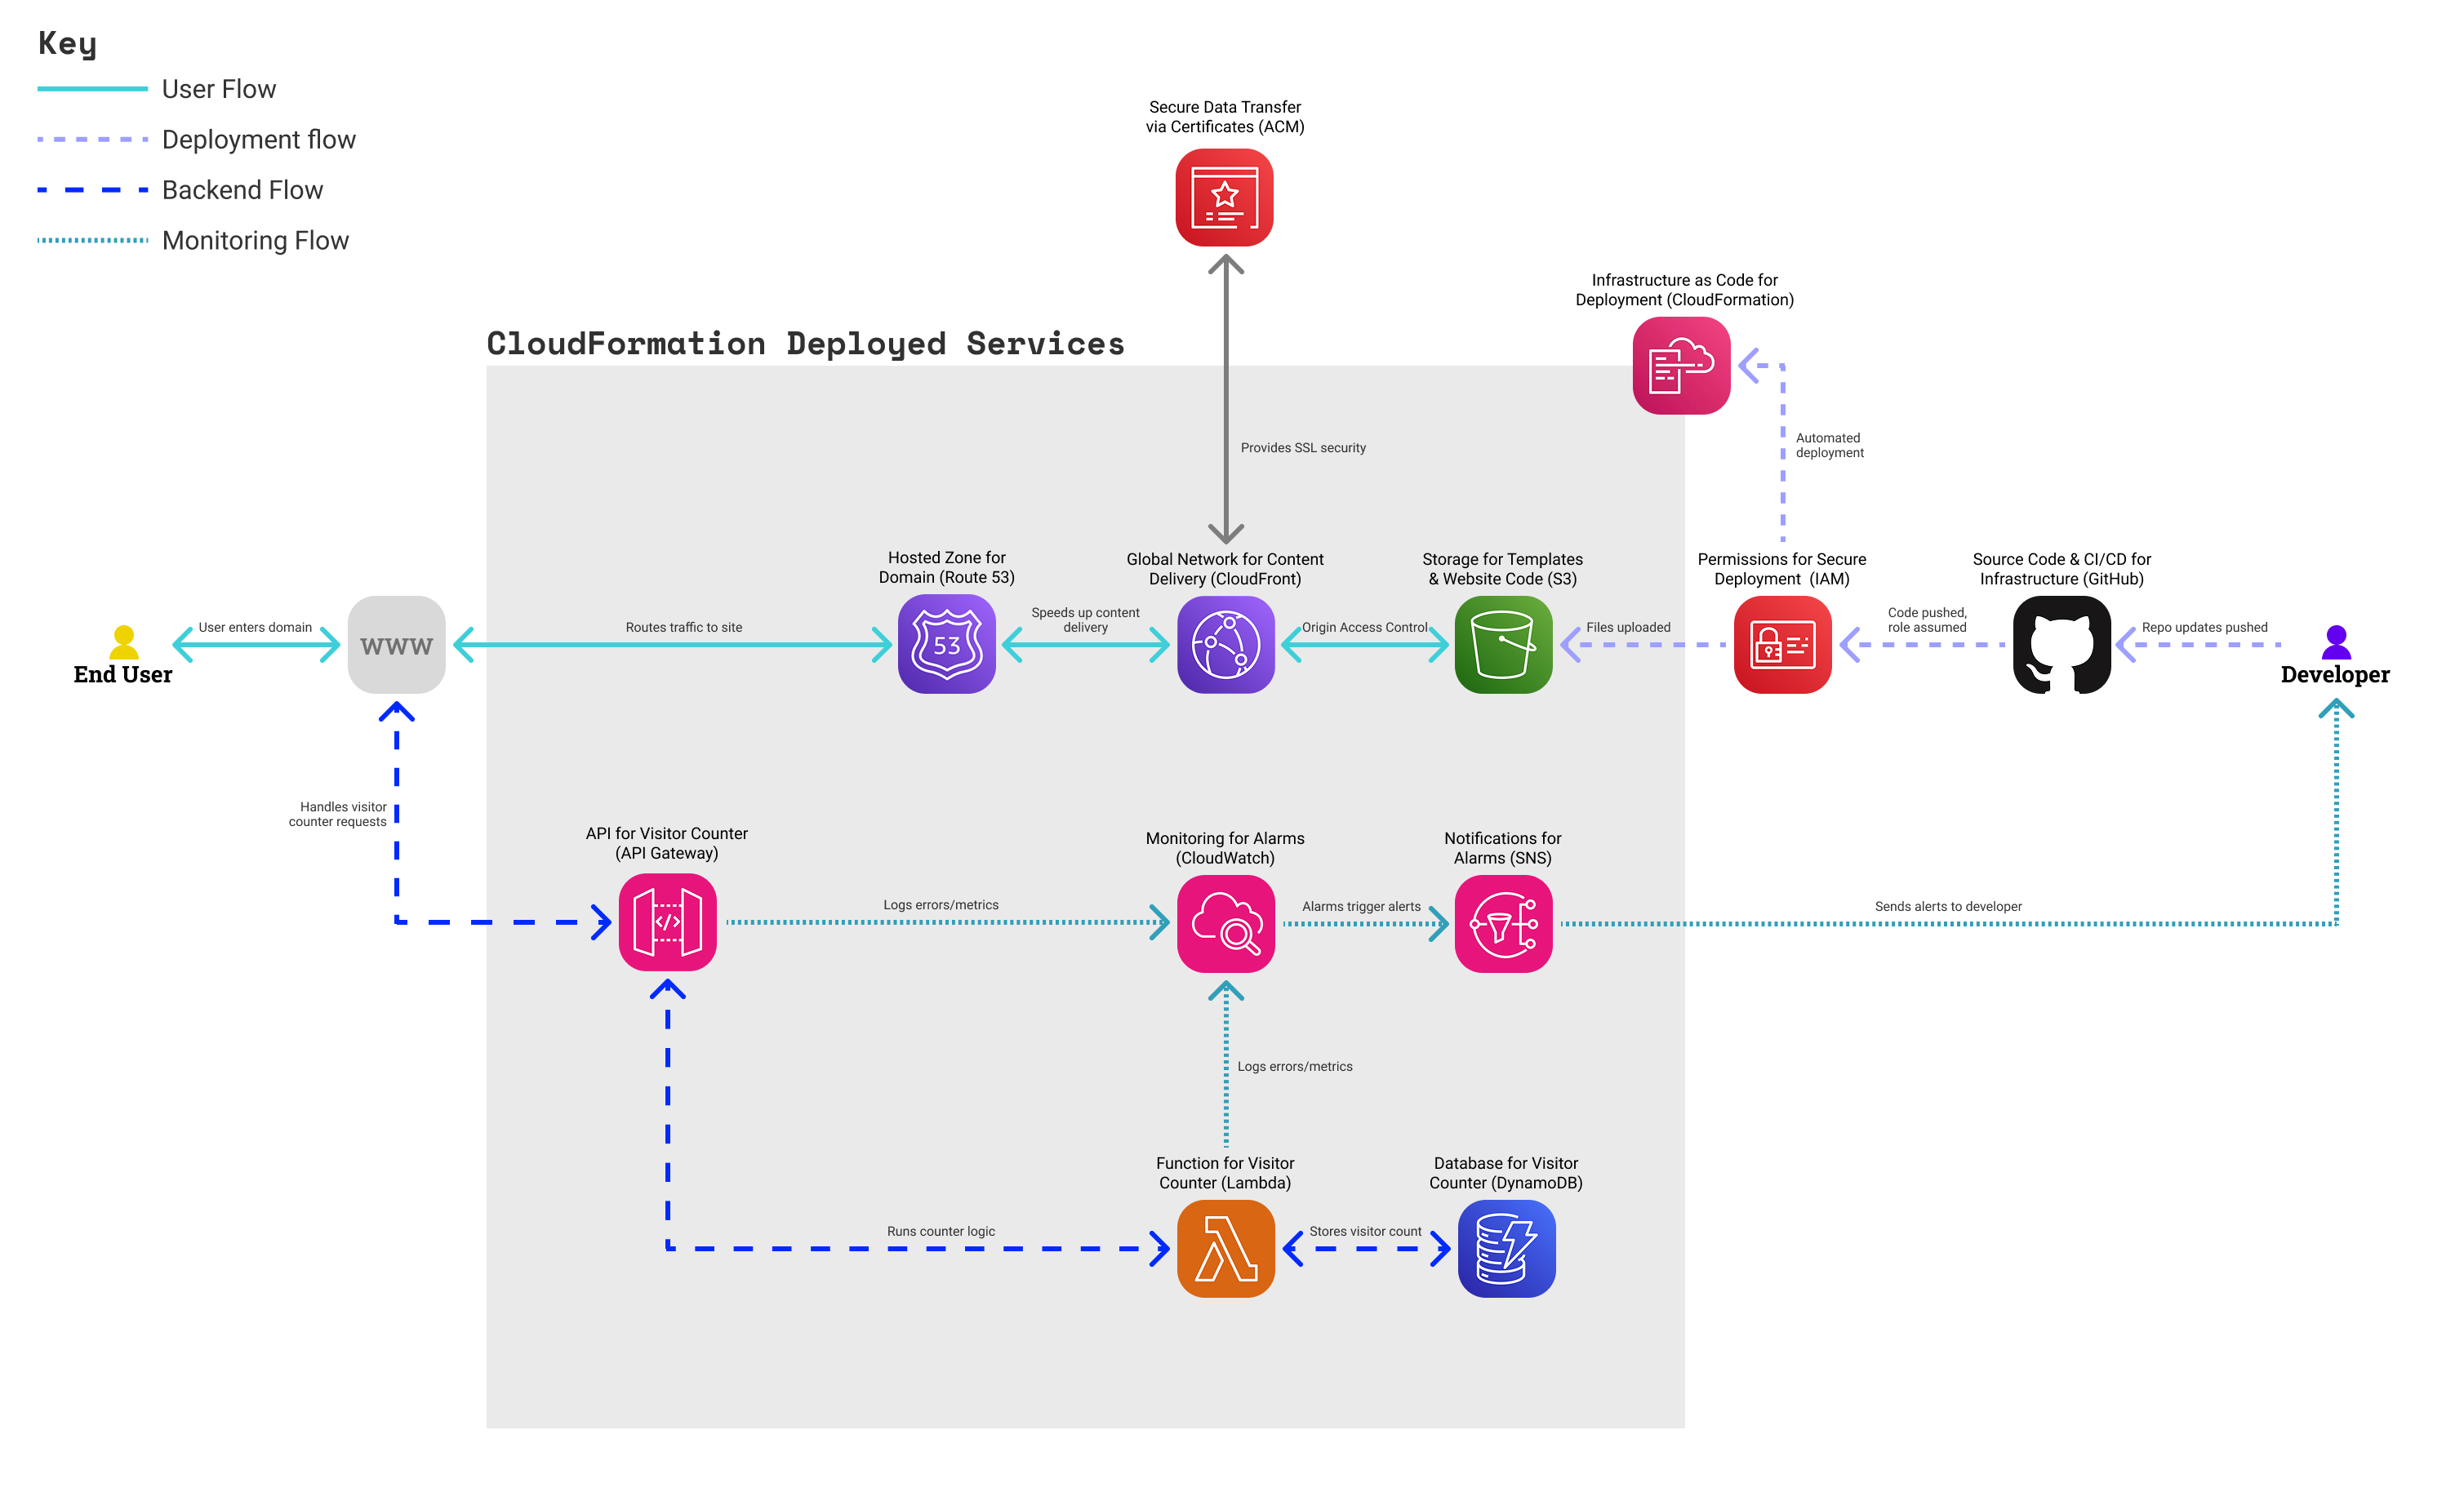 Key
User Flow
Deployment flow
Backend Flow
Monitoring Flow
Secure Data Transfer
via Certificates (ACM)
Infrastructure as Code for
Deployment (CloudFormation)
CloudFormation Deployed Services
Provides SSL security
Automated
deployment
Hosted Zone for
Domain (Route 53)
Global Network for Content
Delivery (CloudFront)
Storage for Templates
& Website Code (S3)
Permissions for Secure
Deployment (IAM)
Source Code & CI/CD for
Infrastructure (GitHub)
End User
User enters domain
www
Routes traffic to site
53
Speeds up content
delivery
Origin Access Control
Files uploaded
Code pushed,
role assumed
Repo updates pushed
Developer
Handles visitor
counter requests
API for Visitor Counter
(API Gateway)
Monitoring for Alarms
(CloudWatch)
Notifications for
Alarms (SNS)
</>
Logs errors/metrics
Alarms trigger alerts
Sends alerts to developer
Logs errors/metrics
Function for Visitor
Counter (Lambda)
Database for Visitor
Counter (DynamoDB)
Runs counter logic
Stores visitor count